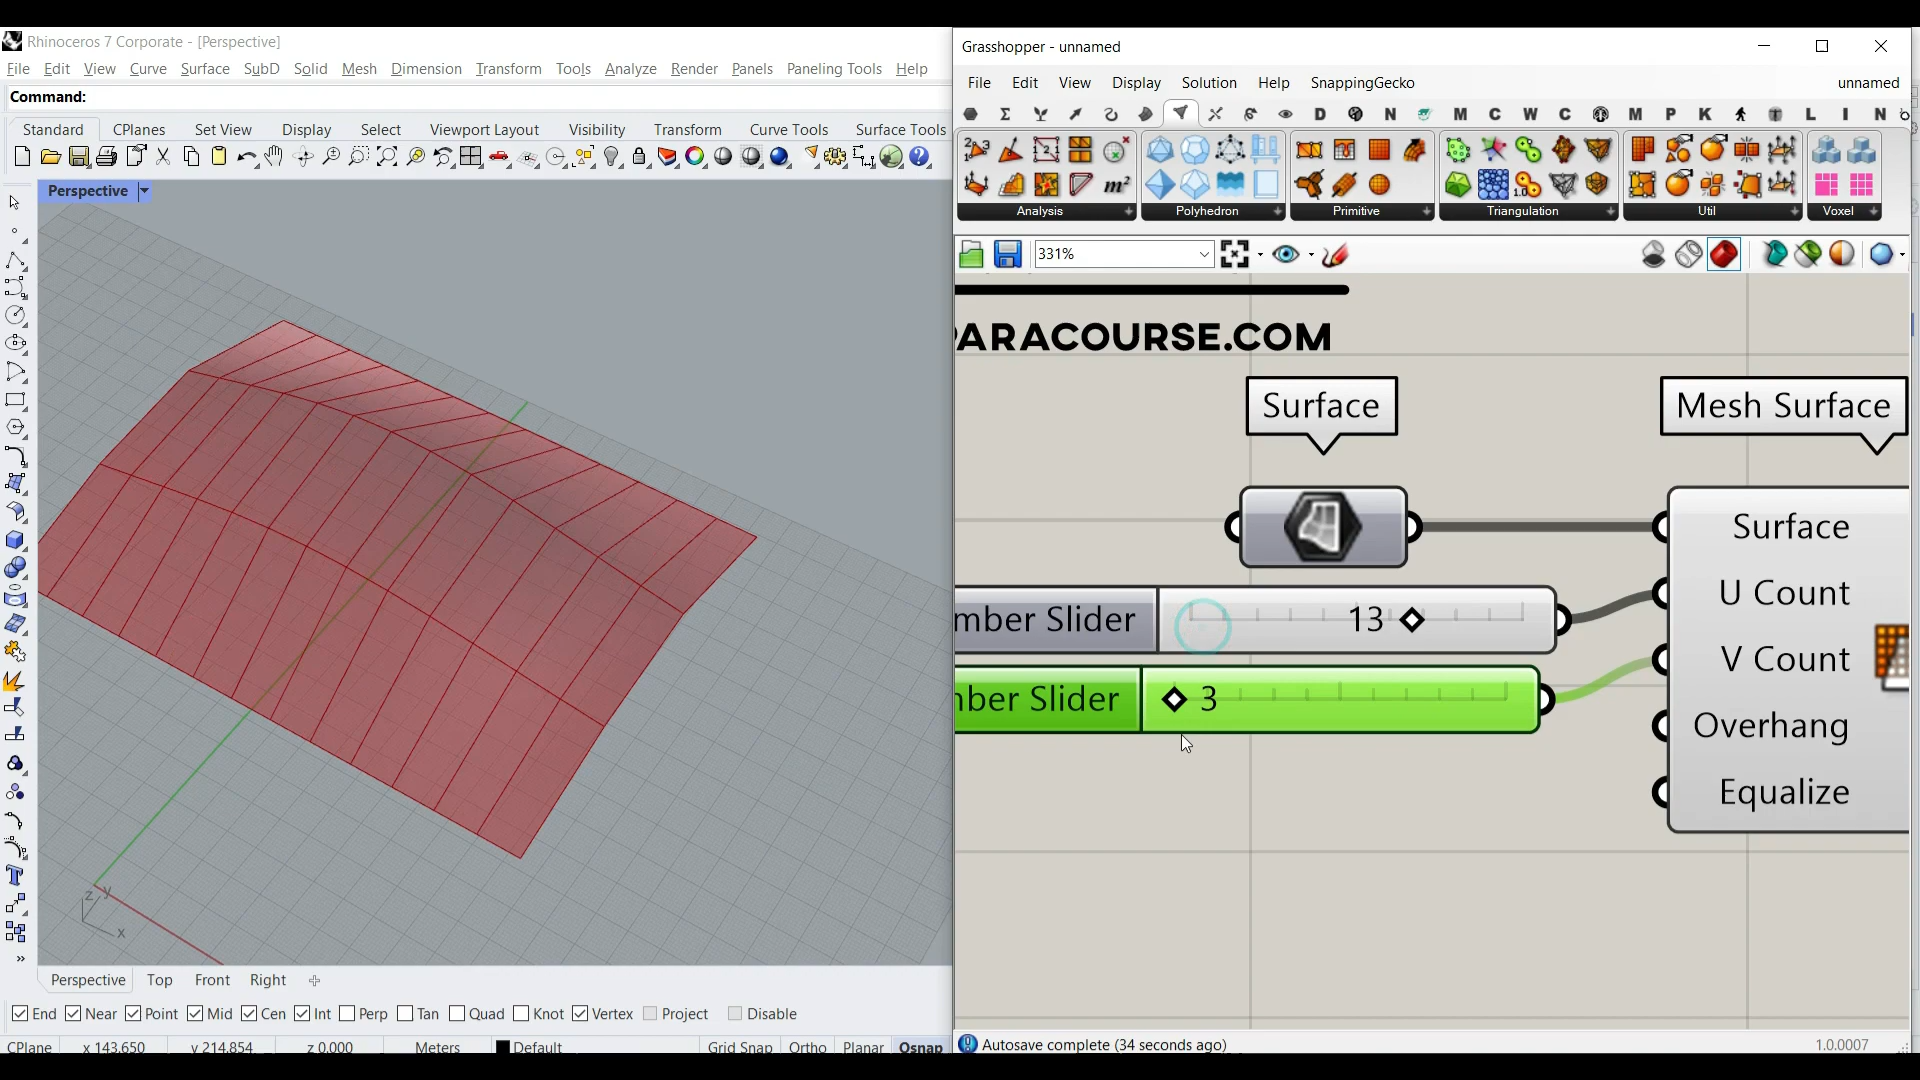 Rhinoceros 7 Corporate - [Perspective]
File Edit View Curve Surface SubD Solid Mesh Dimension Transform Tools Analyze Render Panels Paneling Tools Help
Command:
Standard CPlanes Set View Display Select Viewport Layout Visibility Transform Curve Tools Surface Tools
Perspective
z y
x
Perspective Top Front Right
End Near Point Mid Cen Int Perp Tan Quad Knot Vertex Project Disable
CPlane x 143.650 y 214.854 z 0.000 Meters Default Grid Snap Ortho Planar Osnap
Grasshopper - unnamed
File Edit View Display Solution Help SnappingGecko unnamed
D N M C W C M P K L I N
Analysis Polyhedron Primitive Triangulation Util Voxel
331%
PARACOURSE.COM
Surface Mesh Surface
Surface
mber Slider 13 U Count
mber Slider 3 V Count
Overhang
Equalize
Autosave complete (34 seconds ago) 1.0.0007